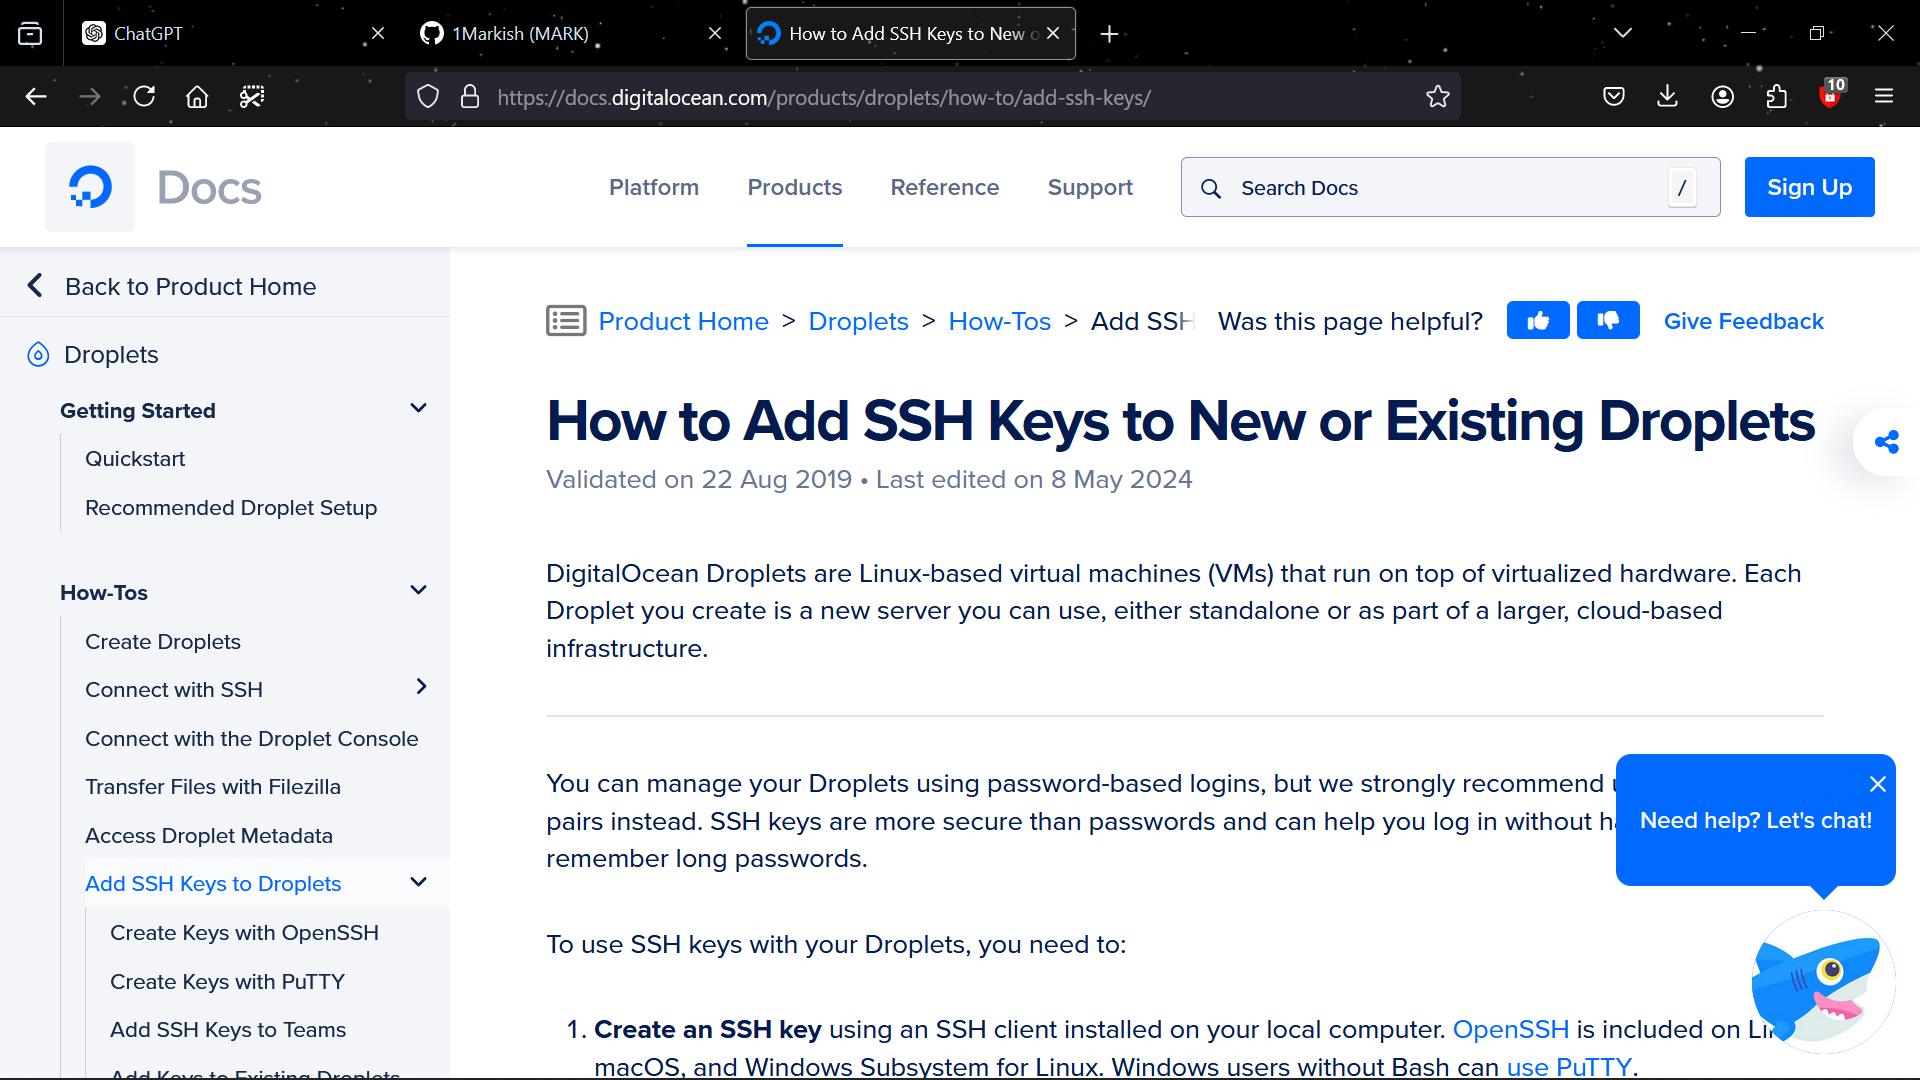 ChatGPT
1Markish (MARK)
How to Add SSH Keys to New o
https://docs.digitalocean.com/products/droplets/how-to/add-ssh-keys/
10
Docs
Platform
Products
Reference
Support
Search Docs
/
Sign Up
Back to Product Home
Droplets
Getting Started
Quickstart
Recommended Droplet Setup
How-Tos
Create Droplets
Connect with SSH
Connect with the Droplet Console
Transfer Files with Filezilla
Access Droplet Metadata
Add SSH Keys to Droplets
Create Keys with OpenSSH
Create Keys with PuTTY
Add SSH Keys to Teams
Add Keys to Existing Droplets
Product Home > Droplets > How-Tos > Add SSH
Was this page helpful?
Give Feedback
How to Add SSH Keys to New or Existing Droplets
Validated on 22 Aug 2019 • Last edited on 8 May 2024
DigitalOcean Droplets are Linux-based virtual machines (VMs) that run on top of virtualized hardware. Each
Droplet you create is a new server you can use, either standalone or as part of a larger, cloud-based
infrastructure.
You can manage your Droplets using password-based logins, but we strongly recommend
pairs instead. SSH keys are more secure than passwords and can help you log in without
remember long passwords.
To use SSH keys with your Droplets, you need to:
1. Create an SSH key using an SSH client installed on your local computer. OpenSSH is included on
macOS, and Windows Subsystem for Linux. Windows users without Bash can use PuTTY.
Need help? Let's chat!